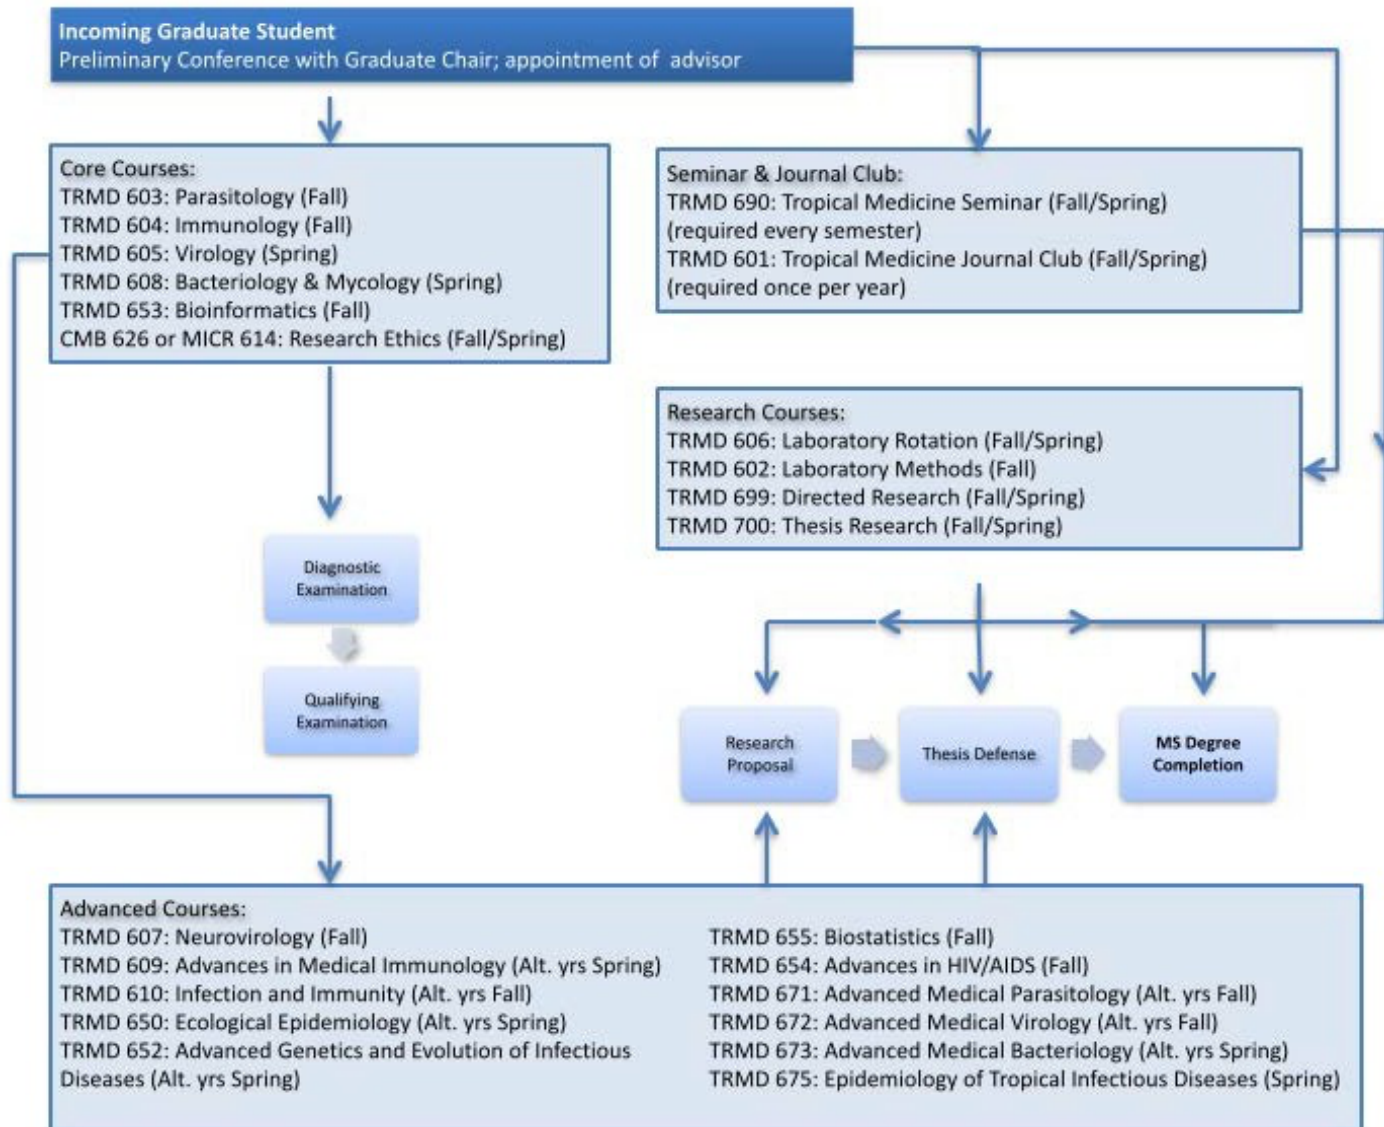 Incoming Graduate Student
Preliminary Conference with Graduate Chair; appointment of advisor
Core Courses:
TRMD 603: Parasitology (Fall)
TRMD 604: Immunology (Fall)
TRMD 605: Virology (Spring)
TRMD 608: Bacteriology & Mycology (Spring)
TRMD 653: Bioinformatics (Fall)
CMB 626 or MICR 614: Research Ethics (Fall/Spring)
Seminar & Journal Club:
TRMD 690: Tropical Medicine Seminar (Fall/Spring)
(required every semester)
TRMD 601: Tropical Medicine Journal Club (Fall/Spring)
(required once per year)
Research Courses:
TRMD 606: Laboratory Rotation (Fall/Spring)
TRMD 602: Laboratory Methods (Fall)
TRMD 699: Directed Research (Fall/Spring)
TRMD 700: Thesis Research (Fall/Spring)
Diagnostic
Examination
Qualifying
Examination
Research
Proposal
Thesis Defense
MS Degree
Completion
Advanced Courses:
TRMD 607: Neurovirology (Fall)
TRMD 609: Advances in Medical Immunology (Alt. yrs Spring)
TRMD 610: Infection and Immunity (Alt. yrs Fall)
TRMD 650: Ecological Epidemiology (Alt. yrs Spring)
TRMD 652: Advanced Genetics and Evolution of Infectious
Diseases (Alt. yrs Spring)
TRMD 655: Biostatistics (Fall)
TRMD 654: Advances in HIV/AIDS (Fall)
TRMD 671: Advanced Medical Parasitology (Alt. yrs Fall)
TRMD 672: Advanced Medical Virology (Alt. yrs Fall)
TRMD 673: Advanced Medical Bacteriology (Alt. yrs Spring)
TRMD 675: Epidemiology of Tropical Infectious Diseases (Spring)